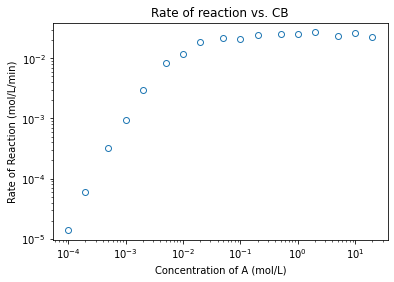 Rate of reaction vs. CB
Rate of Reaction (mol/L/min)
10⁻²
10⁻³
10⁻⁴
10⁻⁵
10⁻⁴ 10⁻³ 10⁻² 10⁻¹ 10⁰ 10¹
Concentration of A (mol/L)